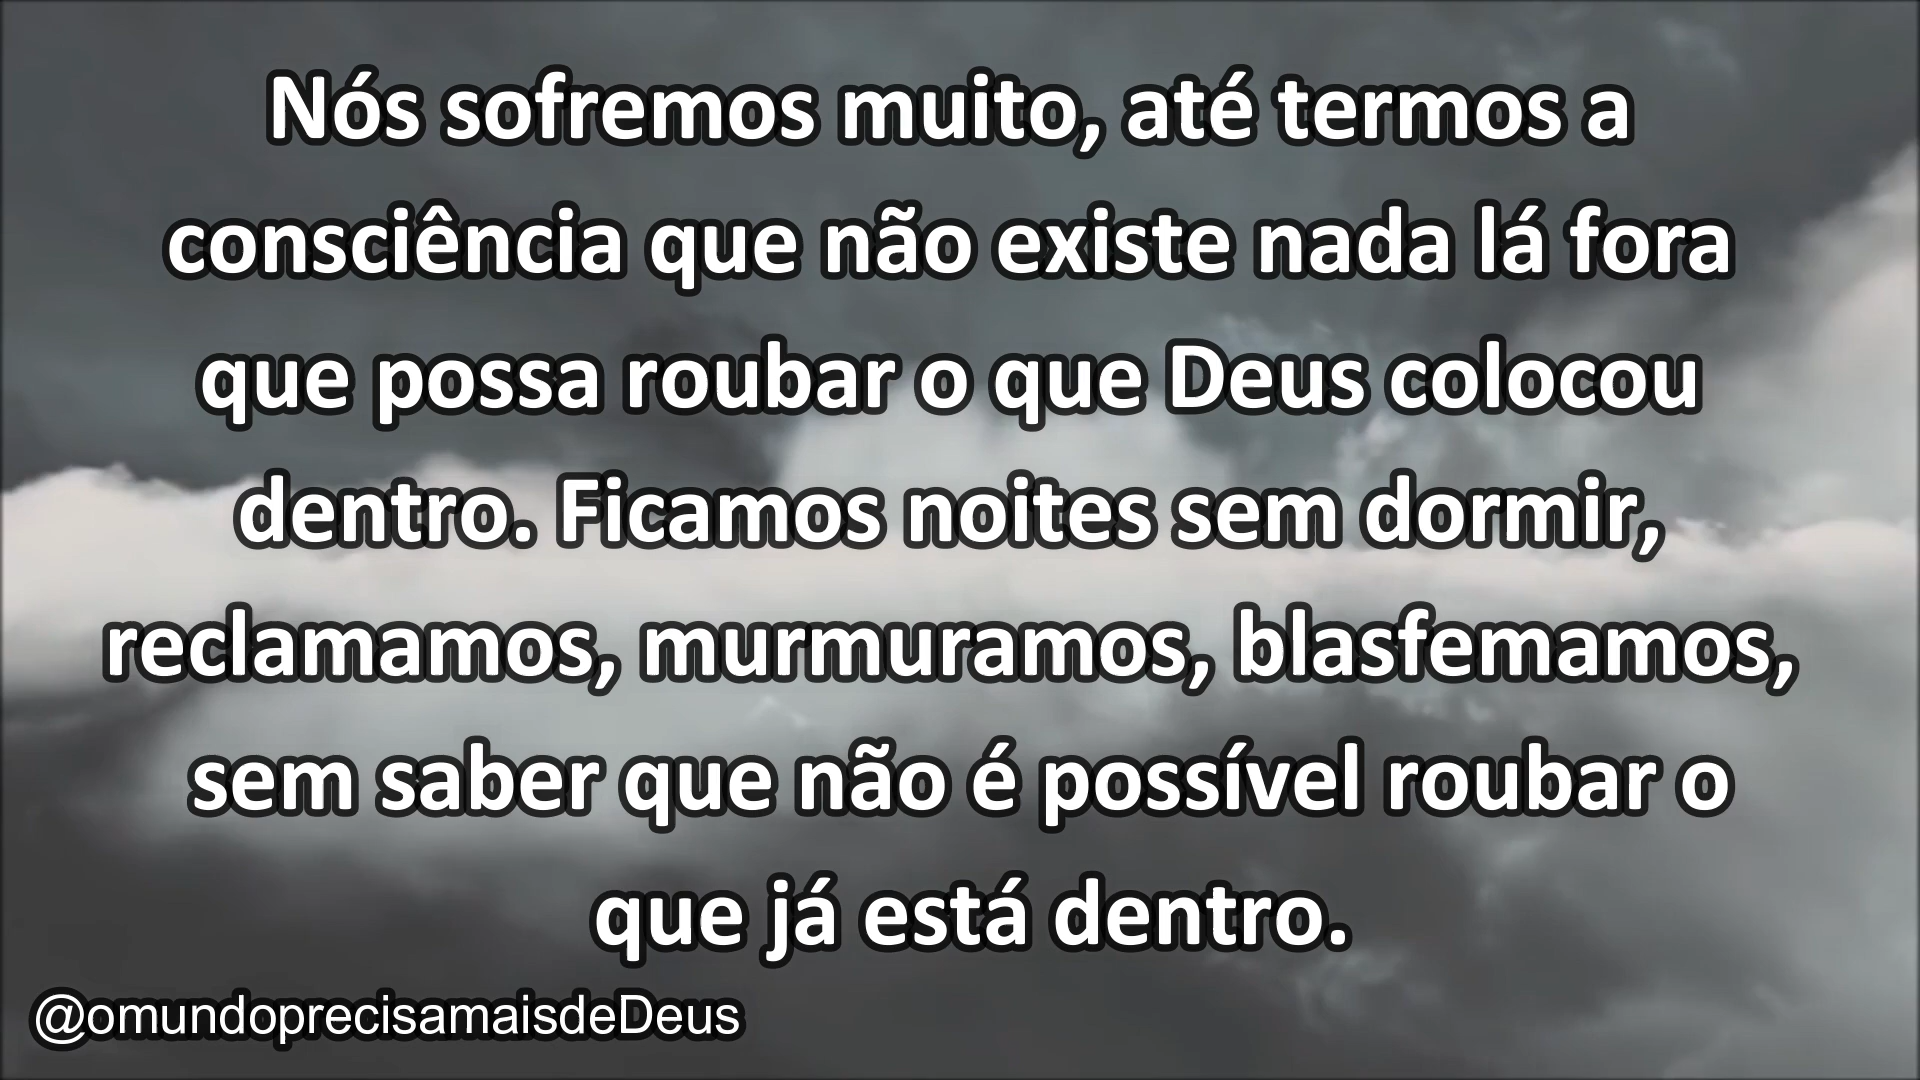 Nós sofremos muito, até termos a
consciência que não existe nada lá fora
que possa roubar o que Deus colocou
dentro. Ficamos noites sem dormir,
reclamamos, murmuramos, blasfemamos,
sem saber que não é possível roubar o
que já está dentro.
@omundoprecisamaisdeDeus